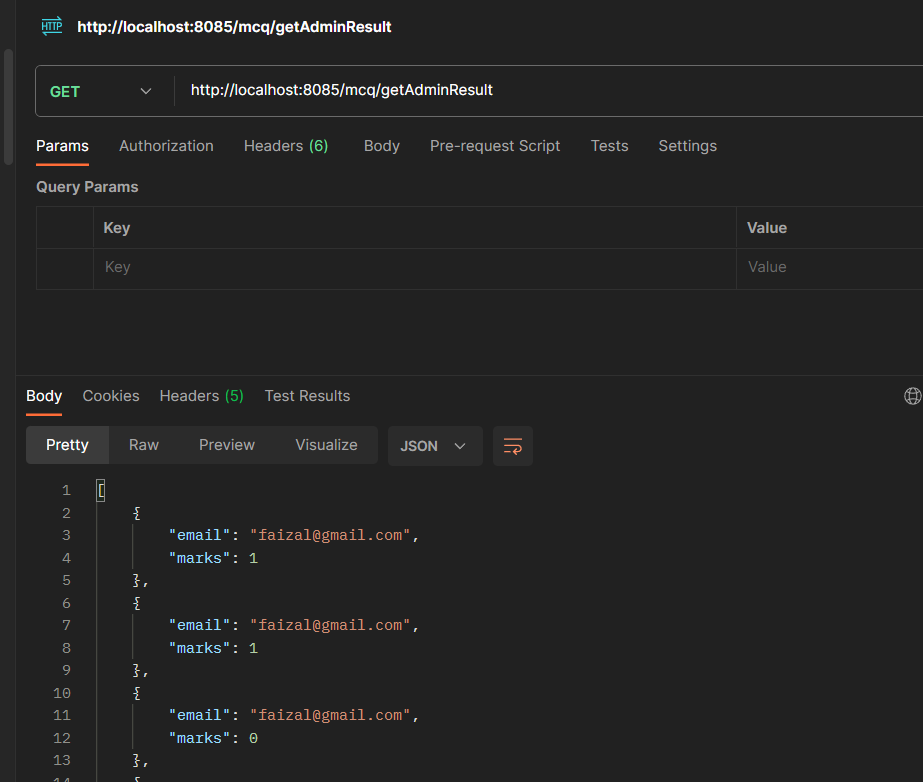 HTTP http://localhost:8085/mcq/getAdminResult
GET http://localhost:8085/mcq/getAdminResult
Params Authorization Headers (6) Body Pre-request Script Tests Settings
Query Params
Key Value
Key Value
Body Cookies Headers (5) Test Results
Pretty Raw Preview Visualize JSON
1 [
2 {
3 "email": "faizal@gmail.com",
4 "marks": 1
5 },
6 {
7 "email": "faizal@gmail.com",
8 "marks": 1
9 },
10 {
11 "email": "faizal@gmail.com",
12 "marks": 0
13 },
14 {